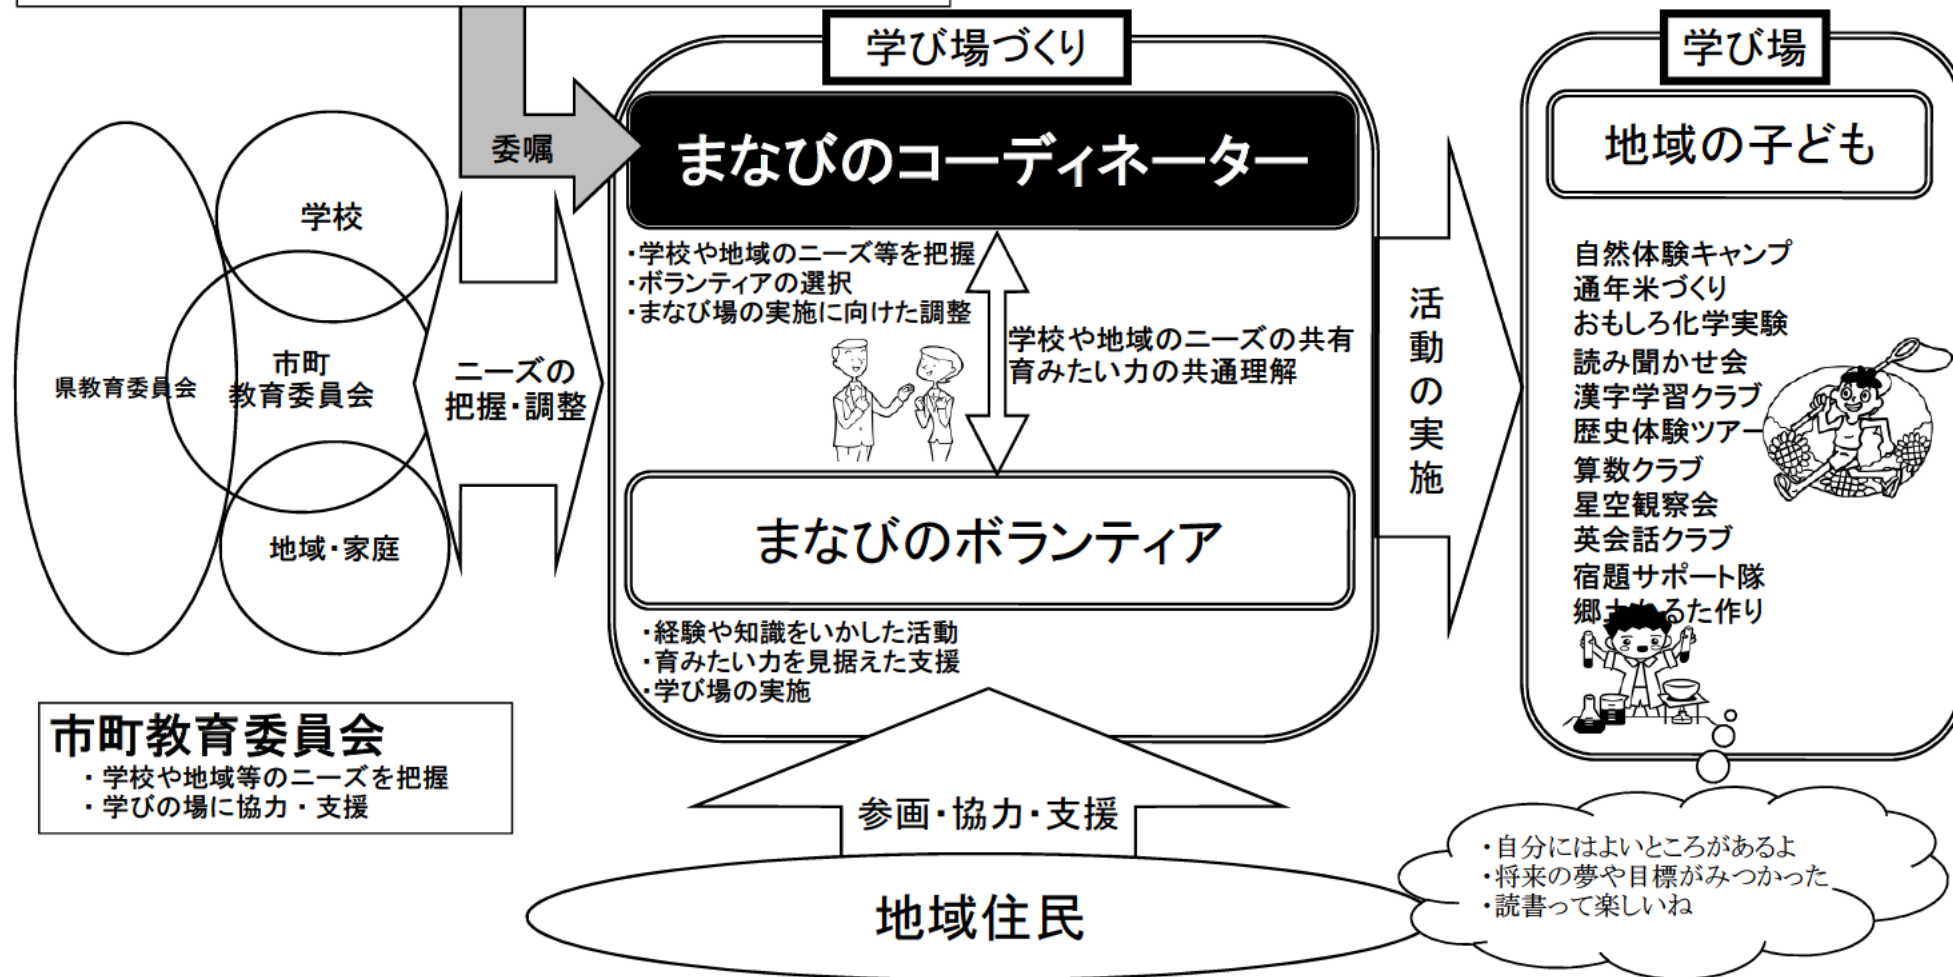 学び場づくり
学び場
委嘱
まなびのコーディネーター
地域の子ども
学校
市町
教育委員会
県教育委員会
地域・家庭
ニーズの
把握・調整
・学校や地域のニーズ等を把握
・ボランティアの選択
・まなび場の実施に向けた調整
学校や地域のニーズの共有
育みたい力の共通理解
まなびのボランティア
・経験や知識をいかした活動
・育みたい力を見据えた支援
・学び場の実施
活動の実施
自然体験キャンプ
通年米づくり
おもしろ化学実験
読み聞かせ会
漢字学習クラブ
歴史体験ツアー
算数クラブ
星空観察会
英会話クラブ
宿題サポート隊
郷土かるた作り
市町教育委員会
・学校や地域等のニーズを把握
・学びの場に協力・支援
参画・協力・支援
地域住民
・自分にはよいところがあるよ
・将来の夢や目標がみつかった
・読書って楽しいね